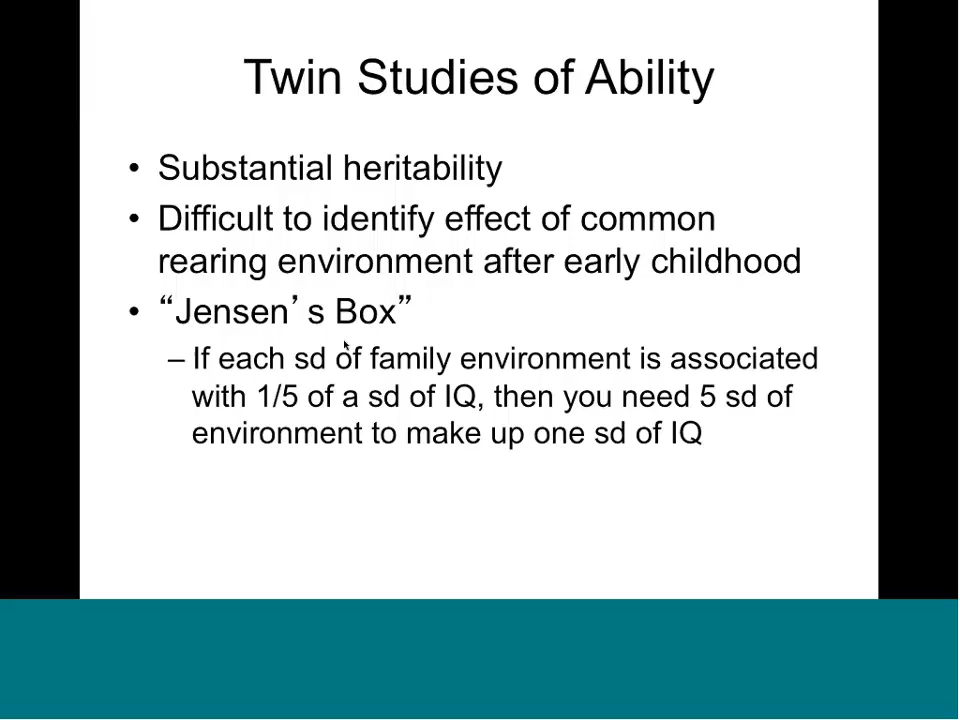 Twin Studies of Ability
• Substantial heritability
• Difficult to identify effect of common
rearing environment after early childhood
• “Jensen’s Box”
– If each sd of family environment is associated
with 1/5 of a sd of IQ, then you need 5 sd of
environment to make up one sd of IQ